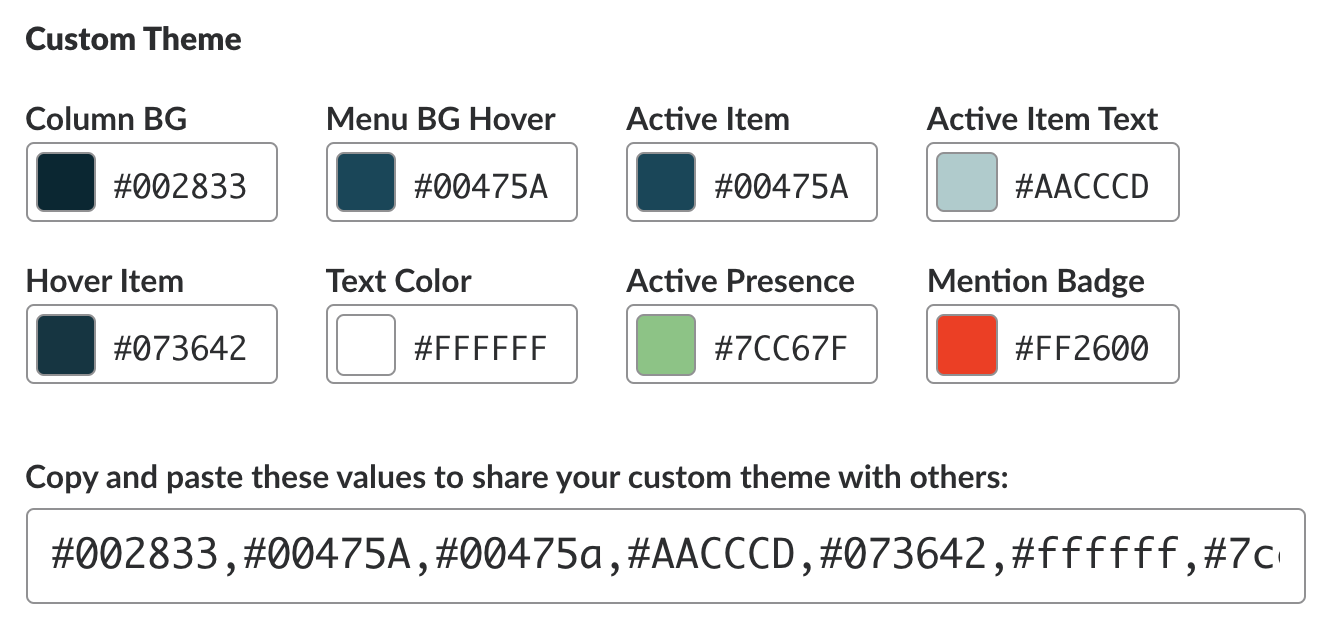 Custom Theme
Column BG Menu BG Hover Active Item Active Item Text
#002833 #00475A #00475A #AACCCD
Hover Item Text Color Active Presence Mention Badge
#073642 #FFFFFF #7CC67F #FF2600
Copy and paste these values to share your custom theme with others:
#002833,#00475A,#00475a,#AACCCD,#073642,#ffffff,#7c